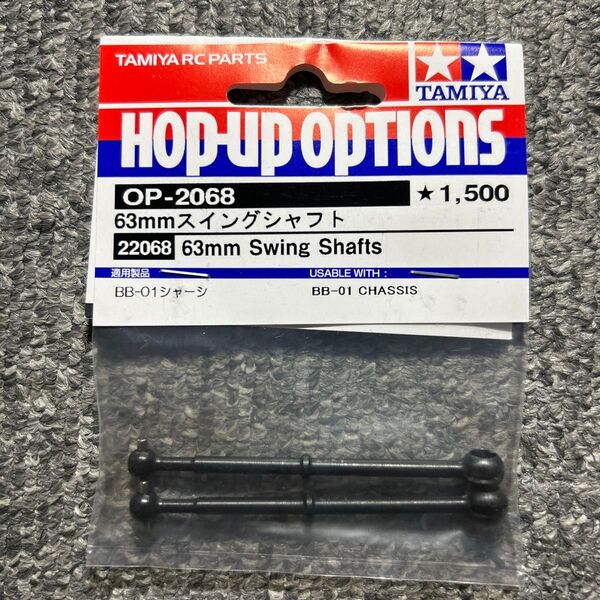 TAMIYA RC PARTS
TAMIYA
HOP-UP OPTIONS
OP-2068
★1,500
63mmスイングシャフト
22068 63mm Swing Shafts
適用製品
USABLE WITH :
BB-01シャーシ
BB-01 CHASSIS